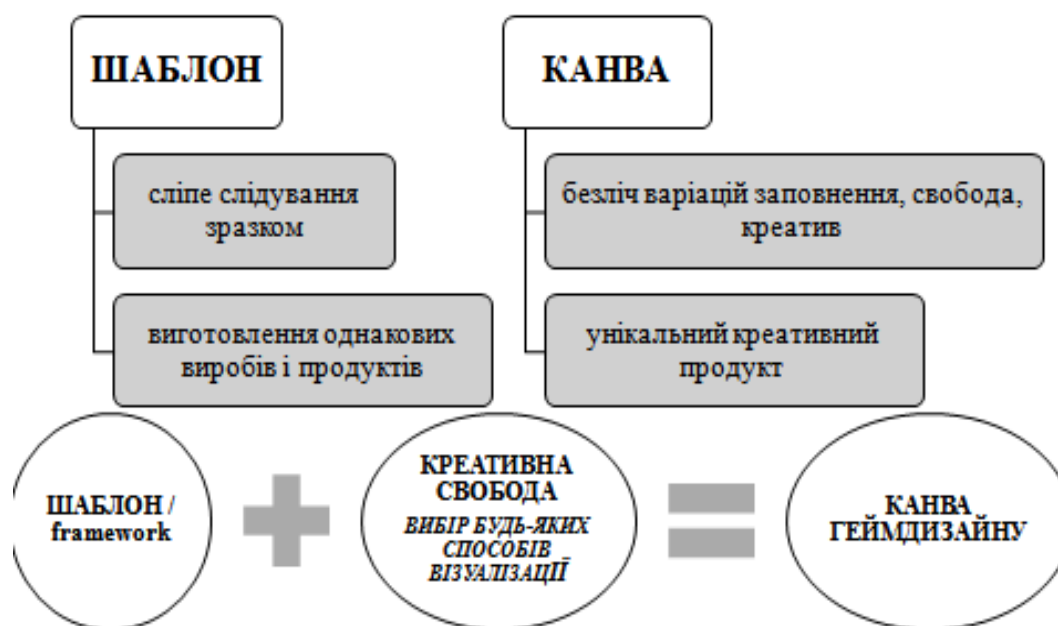 ШАБЛОН
сліпе слідування
зразком
виготовлення однакових
виробів і продуктів
КАНВА
безліч варіацій заповнення, свобода,
креатив
унікальний креативний
продукт
ШАБЛОН /
framework
КРЕАТИВНА
СВОБОДА
ВИБІР БУДЬ-ЯКИХ
СПОСОБІВ
ВІЗУАЛІЗАЦІЇ
КАНВА
ГЕЙМДИЗАЙНУ